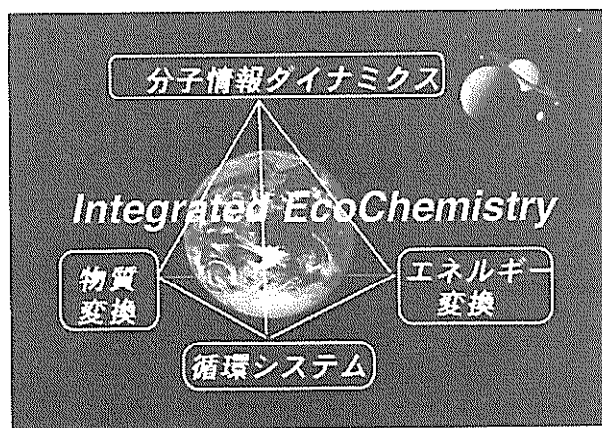 分子情報ダイナミクス
Integrated EcoChemistry
物質
変換
エネルギー
変換
循環システム